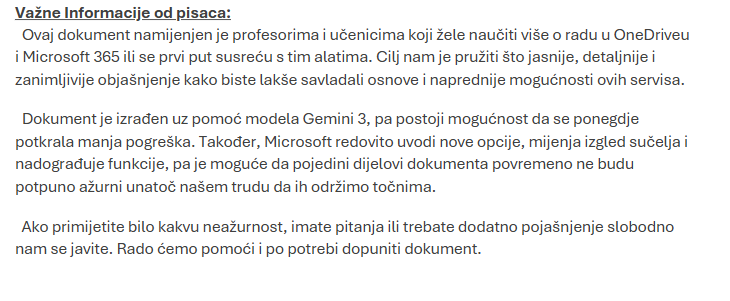 Važne Informacije od pisaca:
Ovaj dokument namijenjen je profesorima i učenicima koji žele naučiti više o radu u OneDriveu
i Microsoft 365 ili se prvi put susreću s tim alatima. Cilj nam je pružiti što jasnije, detaljnije i
zanimljivije objašnjenje kako biste lakše savladali osnove i naprednije mogućnosti ovih servisa.
Dokument je izrađen uz pomoć modela Gemini 3, pa postoji mogućnost da se ponegdje
potkrala manja pogreška. Također, Microsoft redovito uvodi nove opcije, mijenja izgled sučelja i
nadograđuje funkcije, pa je moguće da pojedini dijelovi dokumenta povremeno ne budu
potpuno ažurni unatoč našem trudu da ih održimo točnima.
Ako primijetite bilo kakvu neažurnost, imate pitanja ili trebate dodatno pojašnjenje slobodno
nam se javite. Rado ćemo pomoći i po potrebi dopuniti dokument.